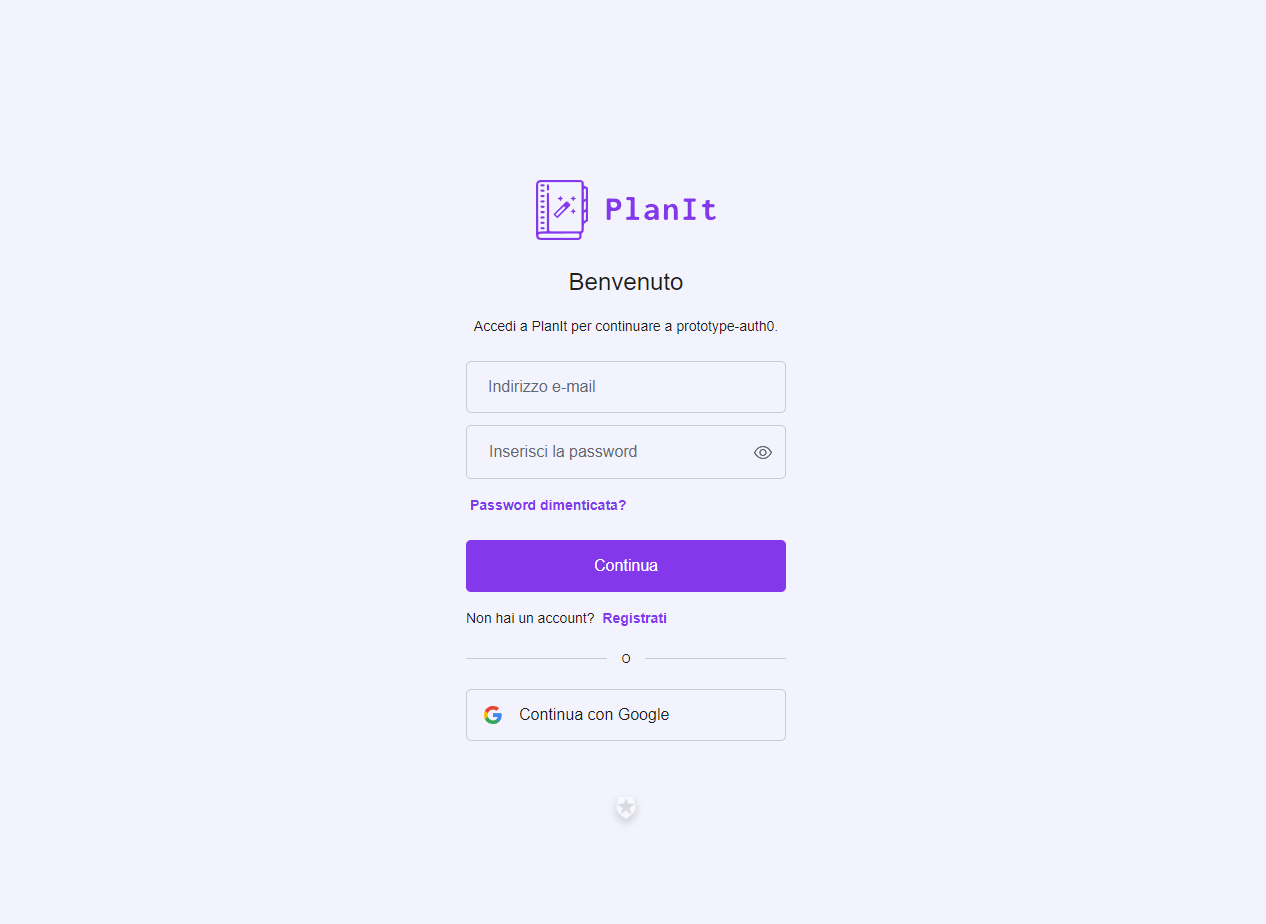 PlanIt
Benvenuto
Accedi a PlanIt per continuare a prototype-auth0.
Indirizzo e-mail
Inserisci la password
Password dimenticata?
Continua
Non hai un account? Registrati
O
Continua con Google